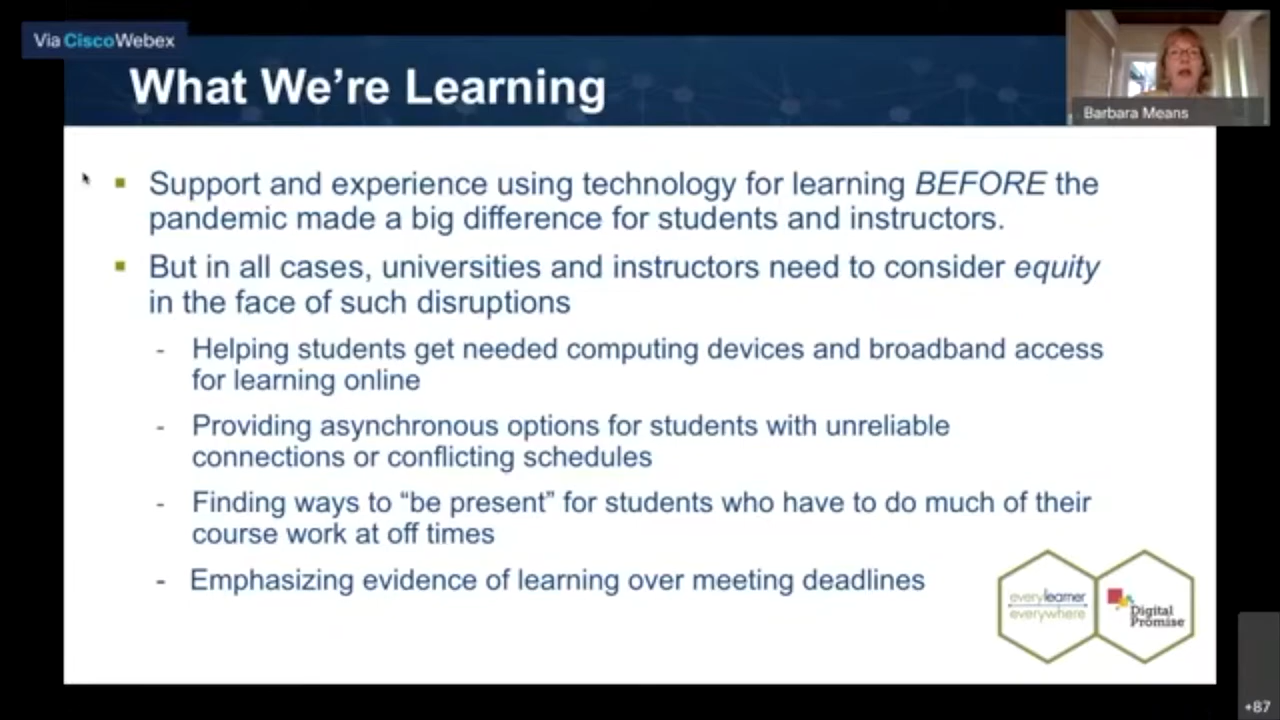 Via Cisco Webex
What We're Learning
Barbara Means
▪ Support and experience using technology for learning BEFORE the
pandemic made a big difference for students and instructors.
▪ But in all cases, universities and instructors need to consider equity
in the face of such disruptions
- Helping students get needed computing devices and broadband access
for learning online
- Providing asynchronous options for students with unreliable
connections or conflicting schedules
- Finding ways to “be present” for students who have to do much of their
course work at off times
- Emphasizing evidence of learning over meeting deadlines
everylearner
everywhere
Digital
Promise
+87